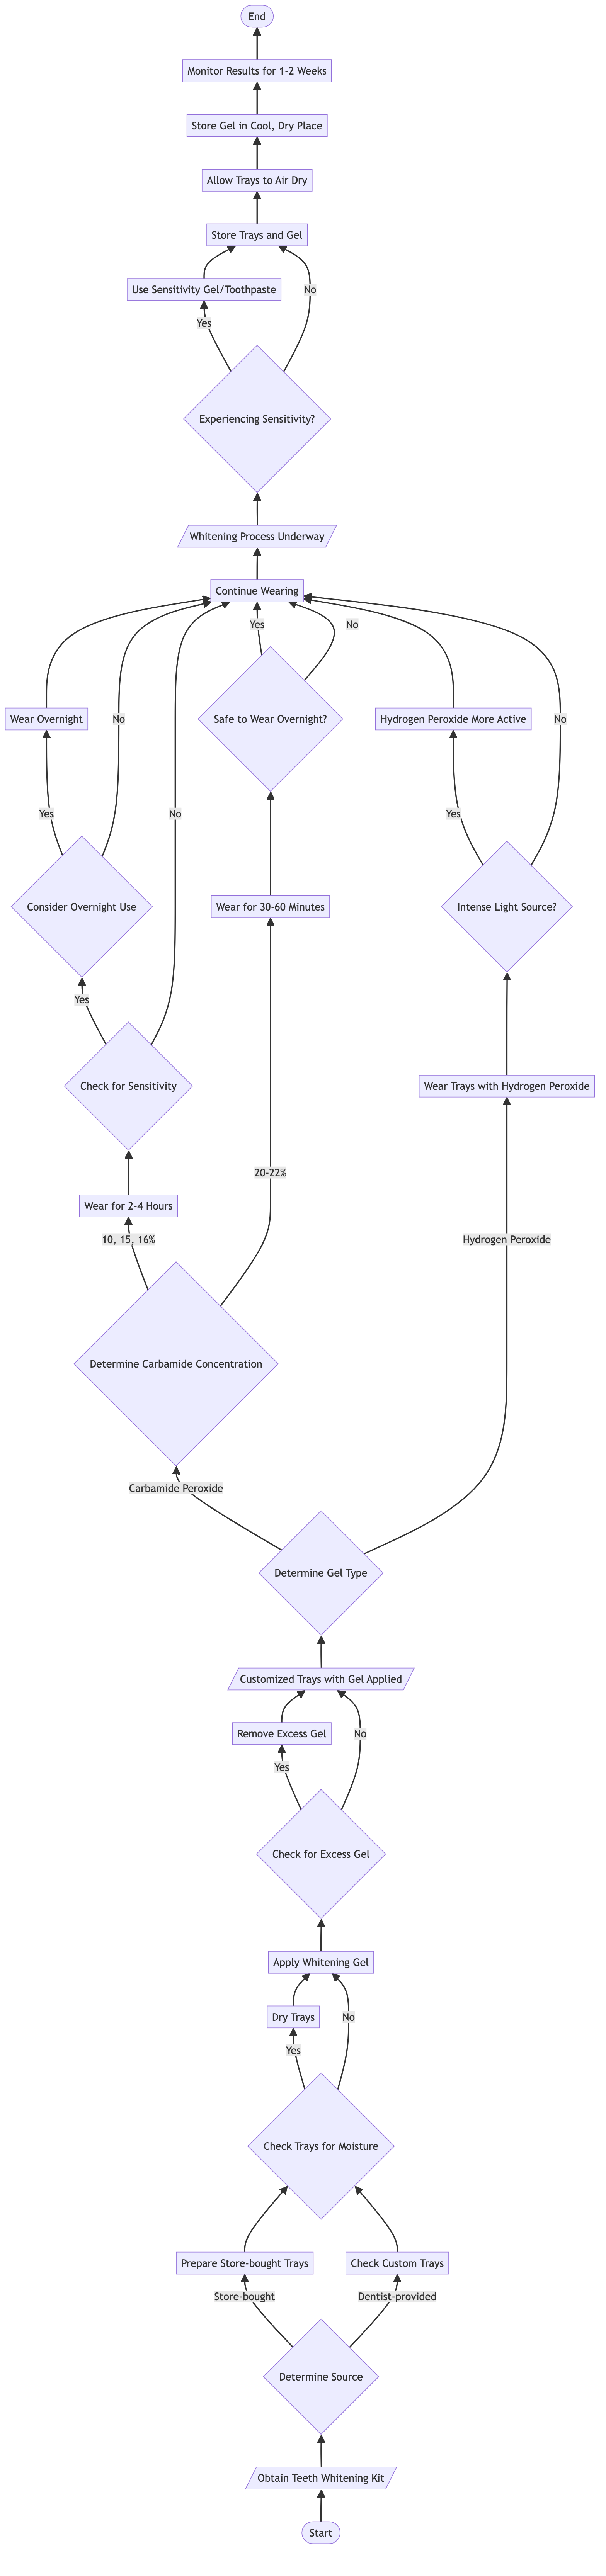 End
Monitor Results for 1-2 Weeks
Store Gel in Cool, Dry Place
Allow Trays to Air Dry
Store Trays and Gel
Use Sensitivity Gel/Toothpaste
No
Yes
Experiencing Sensitivity?
Whitening Process Underway
Continue Wearing
Yes
No
Wear Overnight
No
Safe to Wear Overnight?
Hydrogen Peroxide More Active
No
Yes
No
Yes
Consider Overnight Use
Wear for 30-60 Minutes
Intense Light Source?
Yes
Check for Sensitivity
Wear Trays with Hydrogen Peroxide
20-22%
Wear for 2-4 Hours
10, 15, 16%
Hydrogen Peroxide
Determine Carbamide Concentration
Carbamide Peroxide
Determine Gel Type
Customized Trays with Gel Applied
Remove Excess Gel
No
Yes
Check for Excess Gel
Apply Whitening Gel
Dry Trays
No
Yes
Check Trays for Moisture
Prepare Store-bought Trays
Check Custom Trays
Store-bought
Dentist-provided
Determine Source
Obtain Teeth Whitening Kit
Start